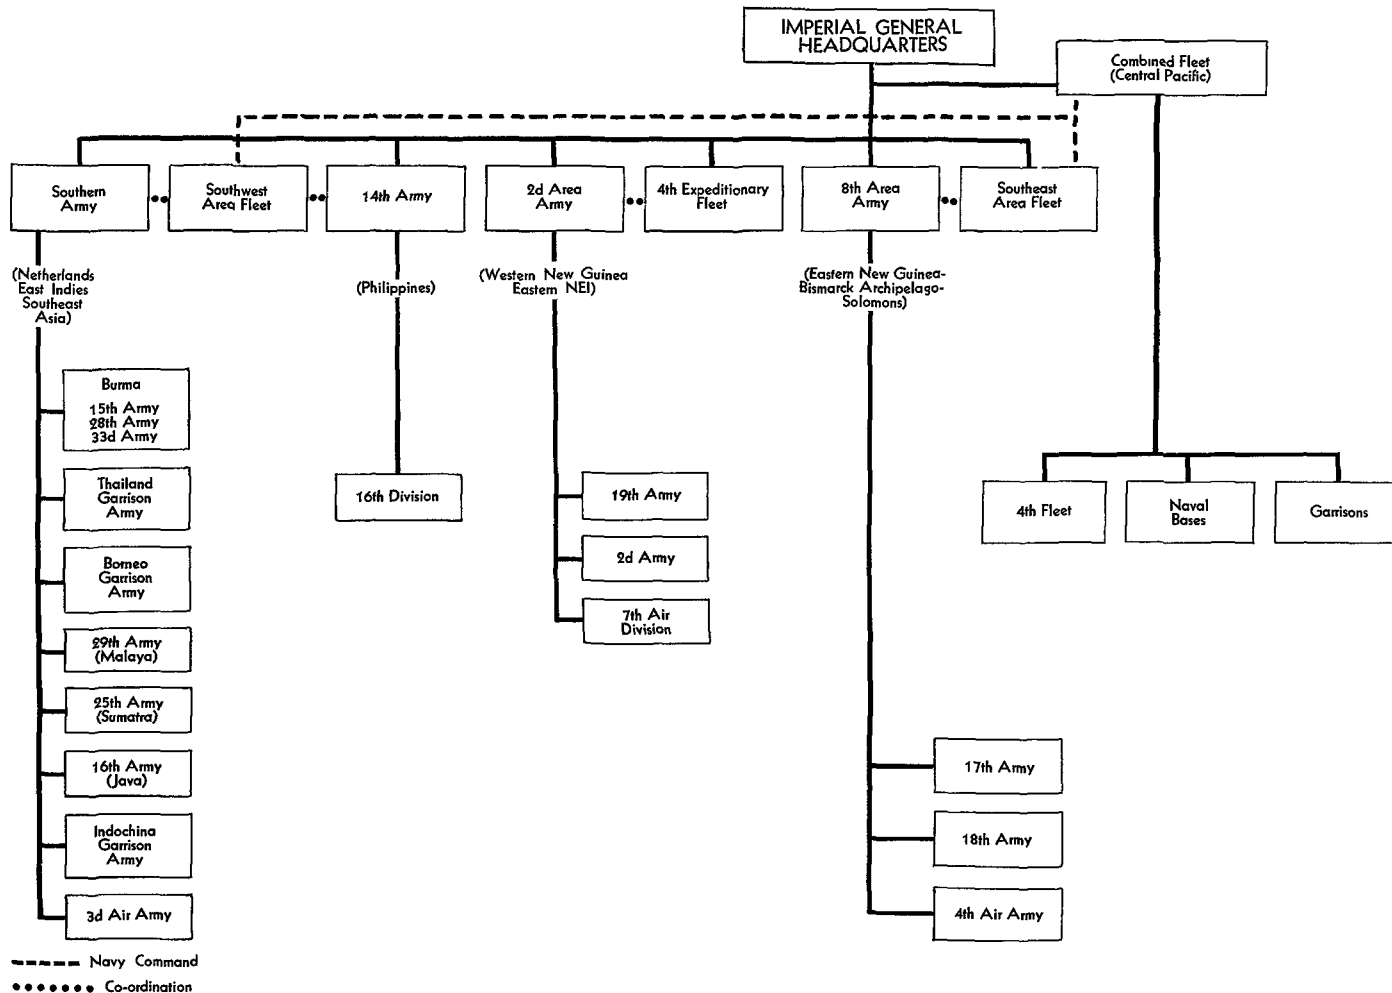 IMPERIAL GENERAL
HEADQUARTERS
Combined Fleet
(Central Pacific)
Southern
Army
Southwest
Area Fleet
14th Army
2d Area
Army
4th Expeditionary
Fleet
8th Area
Army
Southeast
Area Fleet
(Netherlands
East Indies
Southeast
Asia)
(Philippines)
(Western New Guinea
Eastern NEI)
(Eastern New Guinea-
Bismarck Archipelago-
Solomons)
Burma
15th Army
28th Army
33d Army
Thailand
Garrison
Army
Borneo
Garrison
Army
29th Army
(Malaya)
25th Army
(Sumatra)
16th Army
(Java)
Indochina
Garrison
Army
3d Air Army
16th Division
19th Army
2d Army
7th Air
Division
17th Army
18th Army
4th Air Army
4th Fleet
Naval
Bases
Garrisons
Navy Command
Co-ordination